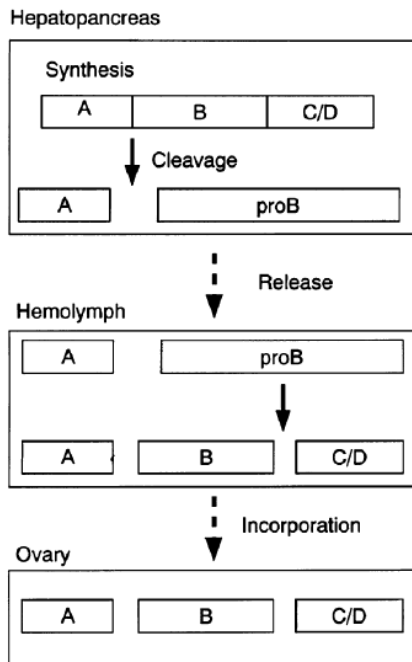 Hepatopancreas
Synthesis
A B C/D
Cleavage
A proB
Release
Hemolymph
A proB
A B C/D
Incorporation
Ovary
A B C/D